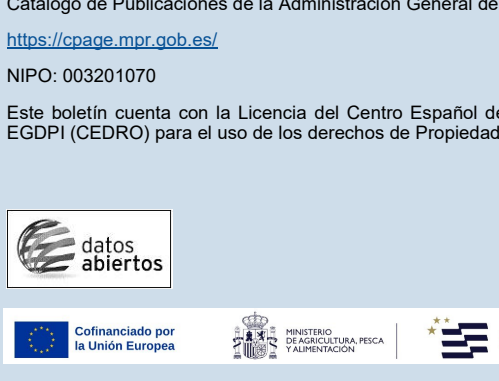 Catálogo de Publicaciones de la Administración General de
https://cpage.mpr.gob.es/
NIPO: 003201070
Este boletín cuenta con la Licencia del Centro Español de
EGDPI (CEDRO) para el uso de los derechos de Propiedad
datos
abiertos
Cofinanciado por
la Unión Europea
MINISTERIO
DE AGRICULTURA, PESCA
Y ALIMENTACIÓN